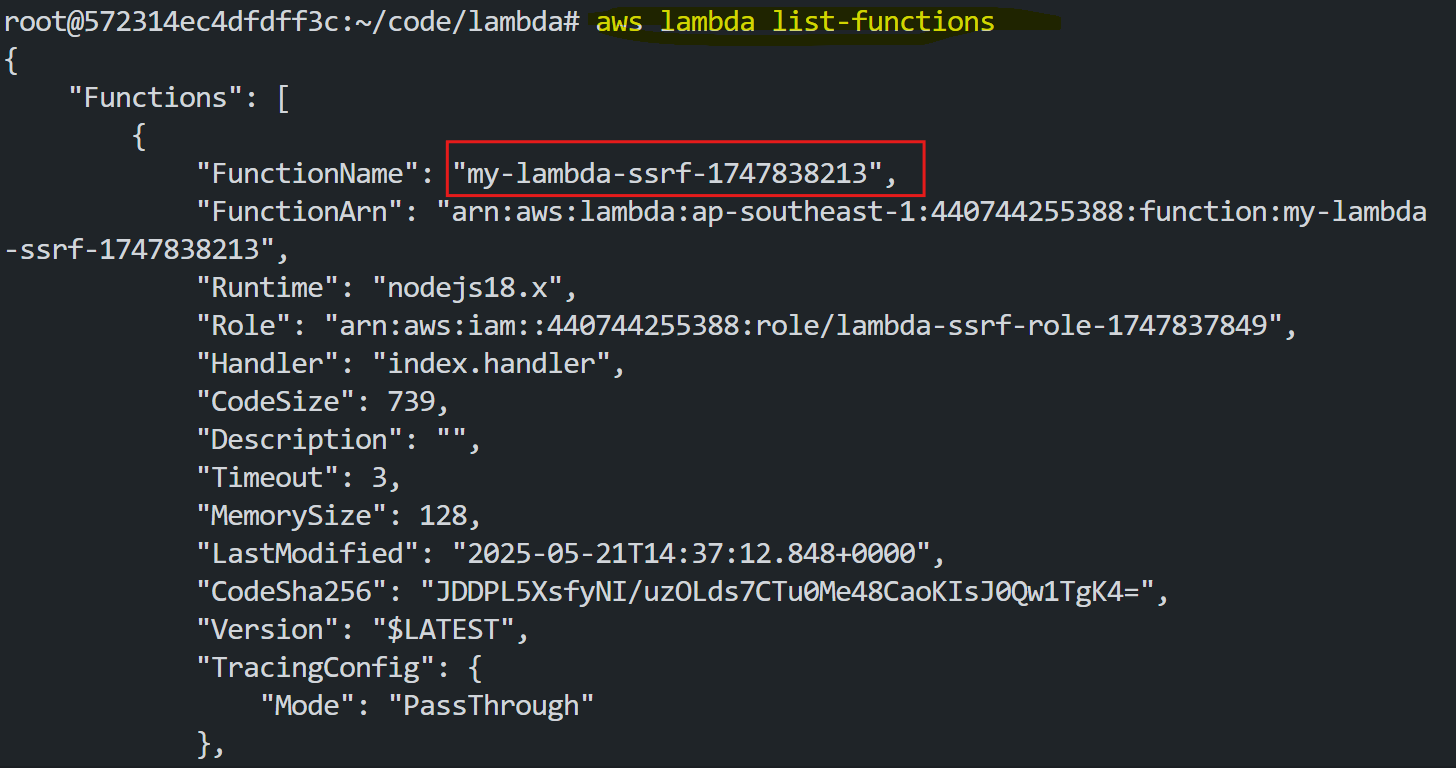 root@572314ec4dfdff3c:~/code/lambda# aws lambda list-functions
{
    "Functions": [
        {
            "FunctionName": "my-lambda-ssrf-1747838213",
            "FunctionArn": "arn:aws:lambda:ap-southeast-1:440744255388:function:my-lambda
-ssrf-1747838213",
            "Runtime": "nodejs18.x",
            "Role": "arn:aws:iam::440744255388:role/lambda-ssrf-role-1747837849",
            "Handler": "index.handler",
            "CodeSize": 739,
            "Description": "",
            "Timeout": 3,
            "MemorySize": 128,
            "LastModified": "2025-05-21T14:37:12.848+0000",
            "CodeSha256": "JDDPL5XsfyNI/uzOLds7CTu0Me48CaoKIsJ0Qw1TgK4=",
            "Version": "$LATEST",
            "TracingConfig": {
                "Mode": "PassThrough"
            },